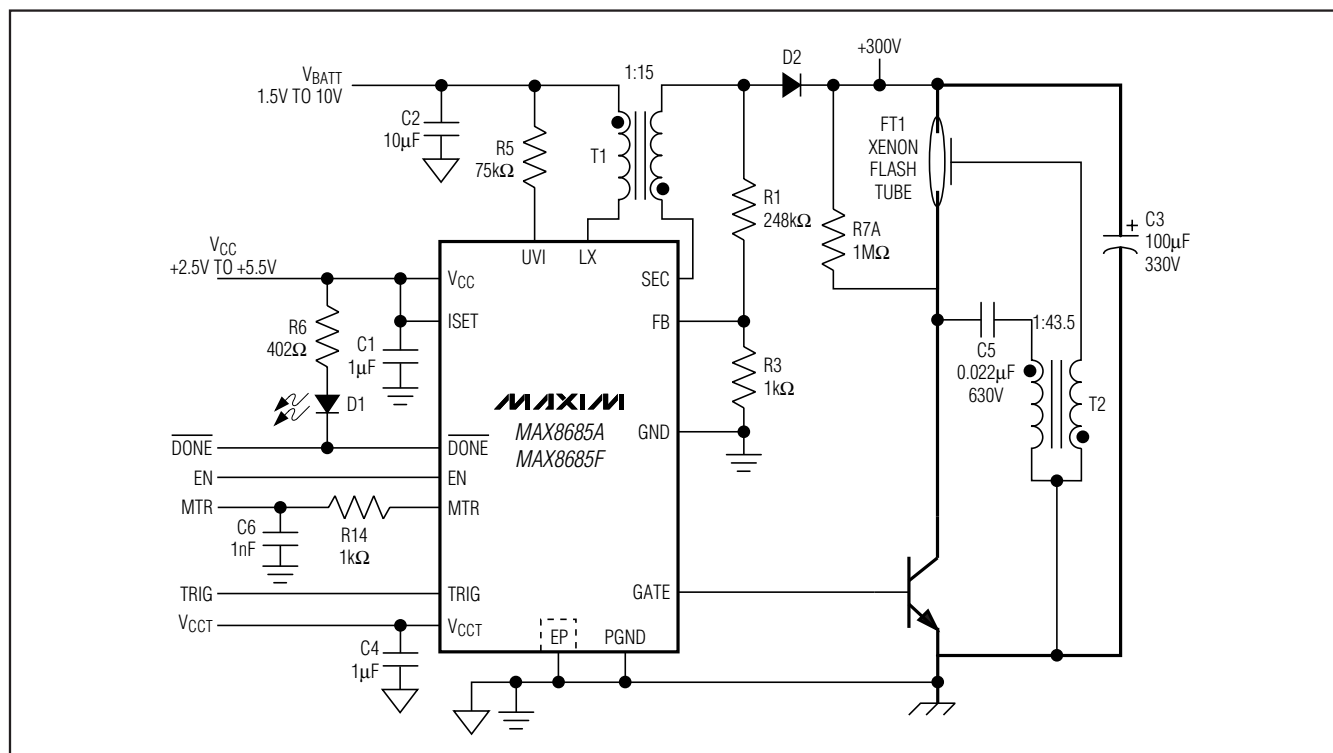 V_BATT
1.5V TO 10V
C2
10μF
R5
75kΩ
1:15
T1
D2
+300V
FT1
XENON
FLASH
TUBE
R1
248kΩ
R7A
1MΩ
+
C3
100μF
330V
V_CC
+2.5V TO +5.5V
UVI
LX
V_CC
SEC
ISET
FB
R6
402Ω
C1
1μF
R3
1kΩ
C5
0.022μF
630V
1:43.5
T2
D1
MAXIM
MAX8685A
MAX8685F
GND
DONE
DONE
EN
EN
MTR
MTR
C6
1nF
R14
1kΩ
TRIG
TRIG
GATE
V_CCT
V_CCT
C4
1μF
EP
PGND